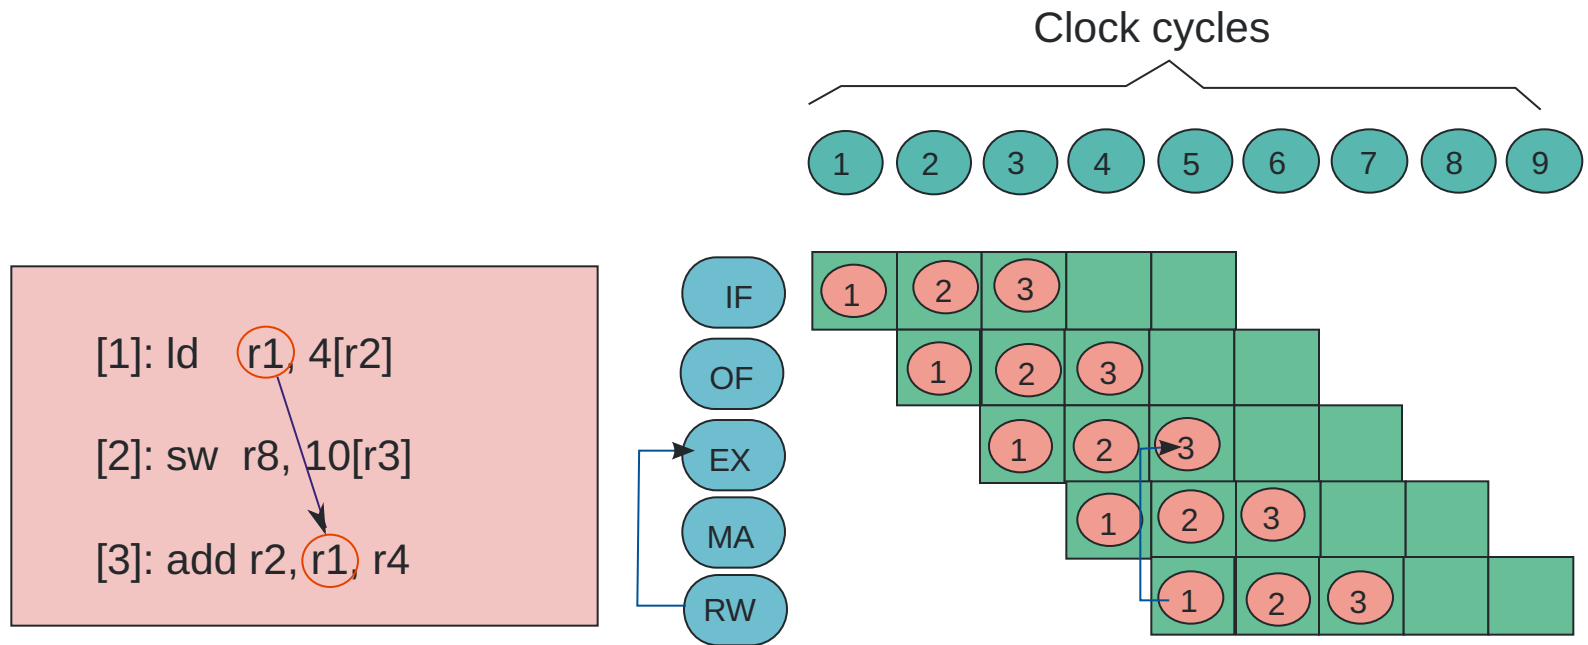 Clock cycles
1 2 3 4 5 6 7 8 9
[1]: ld r1, 4[r2]
[2]: sw r8, 10[r3]
[3]: add r2, r1, r4
IF 1 2 3
OF 1 2 3
EX 1 2 3
MA 1 2 3
RW 1 2 3